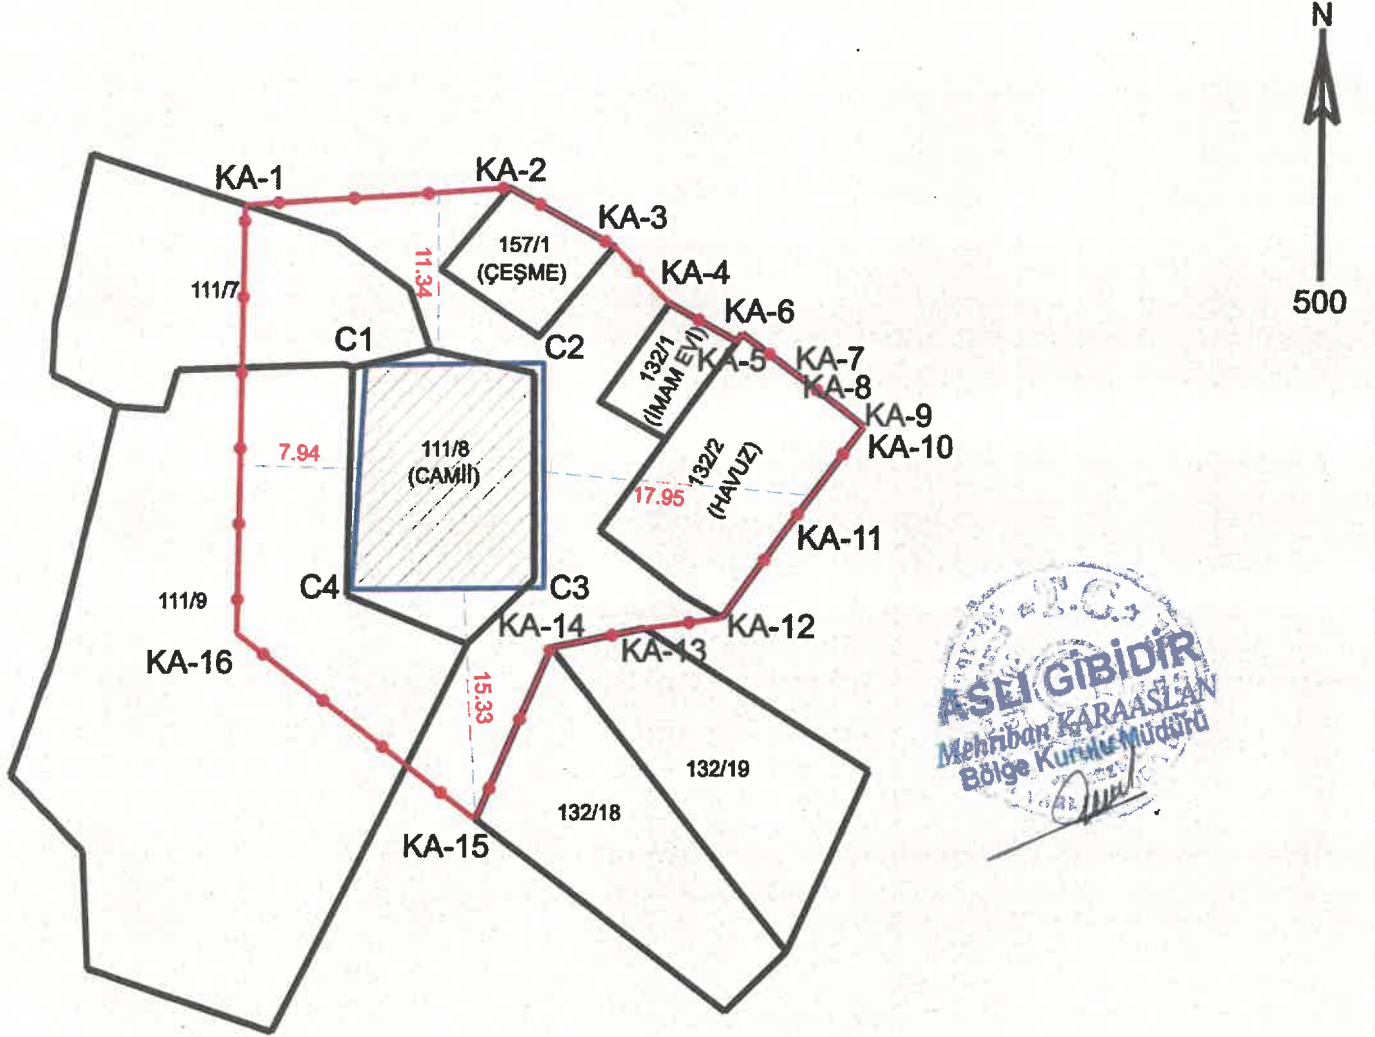 N
500
KA-1
KA-2
KA-3
KA-4
KA-6
KA-5
KA-7
KA-8
KA-9
KA-10
KA-11
KA-12
KA-13
KA-14
KA-15
KA-16
C1
C2
C3
C4
157/1
(ÇEŞME)
11.34
111/7
132/1
(İMAM EVİ)
111/8
(CAMİİ)
7.94
17.95
132/2
(HAVUZ)
111/9
15.33
132/19
132/18
T.C.
ASLI GİBİDİR
Mehriban KARAASLAN
Bölge Kurulu Müdürü